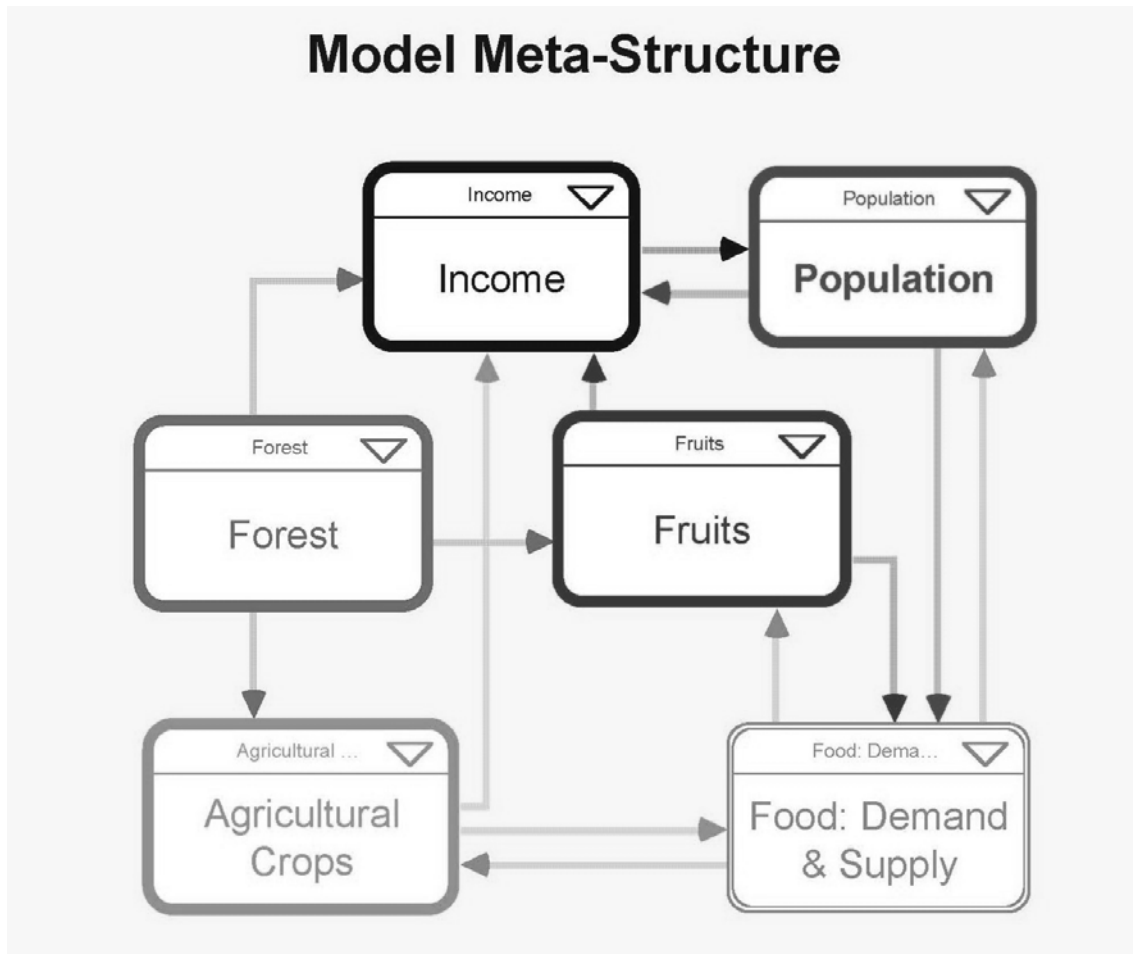 Model Meta-Structure
Income
Income
Population
Population
Forest
Forest
Fruits
Fruits
Agricultural ...
Agricultural
Crops
Food: Dema...
Food: Demand
& Supply